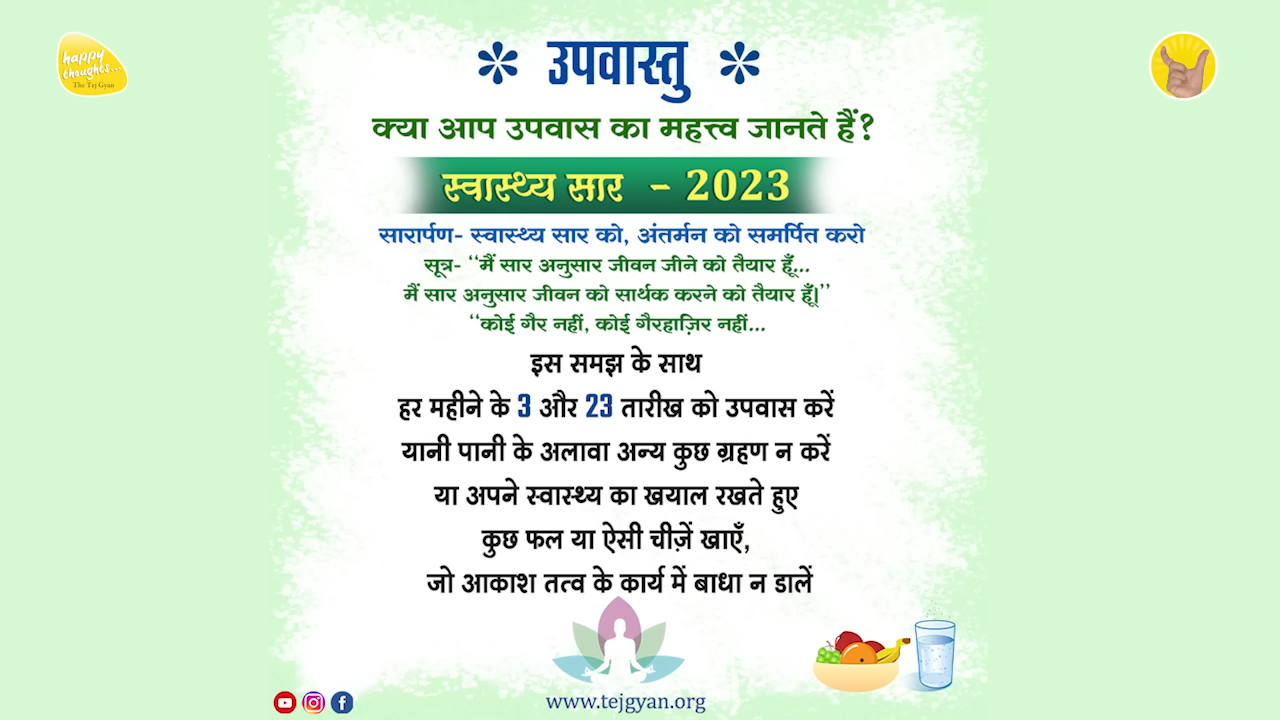 happy
thoughts...
The Tej Gyan
* उपवास्तु *
क्या आप उपवास का महत्त्व जानते हैं?
स्वास्थ्य सार – 2023
सारार्पण- स्वास्थ्य सार को, अंतर्मन को समर्पित करो
सूत्र- “मैं सार अनुसार जीवन जीने को तैयार हूँ...
मैं सार अनुसार जीवन को सार्थक करने को तैयार हूँ।”
“कोई गैर नहीं, कोई गैरहाज़िर नहीं...
इस समझ के साथ
हर महीने के 3 और 23 तारीख को उपवास करें
यानी पानी के अलावा अन्य कुछ ग्रहण न करें
या अपने स्वास्थ्य का खयाल रखते हुए
कुछ फल या ऐसी चीज़ें खाएँ,
जो आकाश तत्व के कार्य में बाधा न डालें
www.tejgyan.org